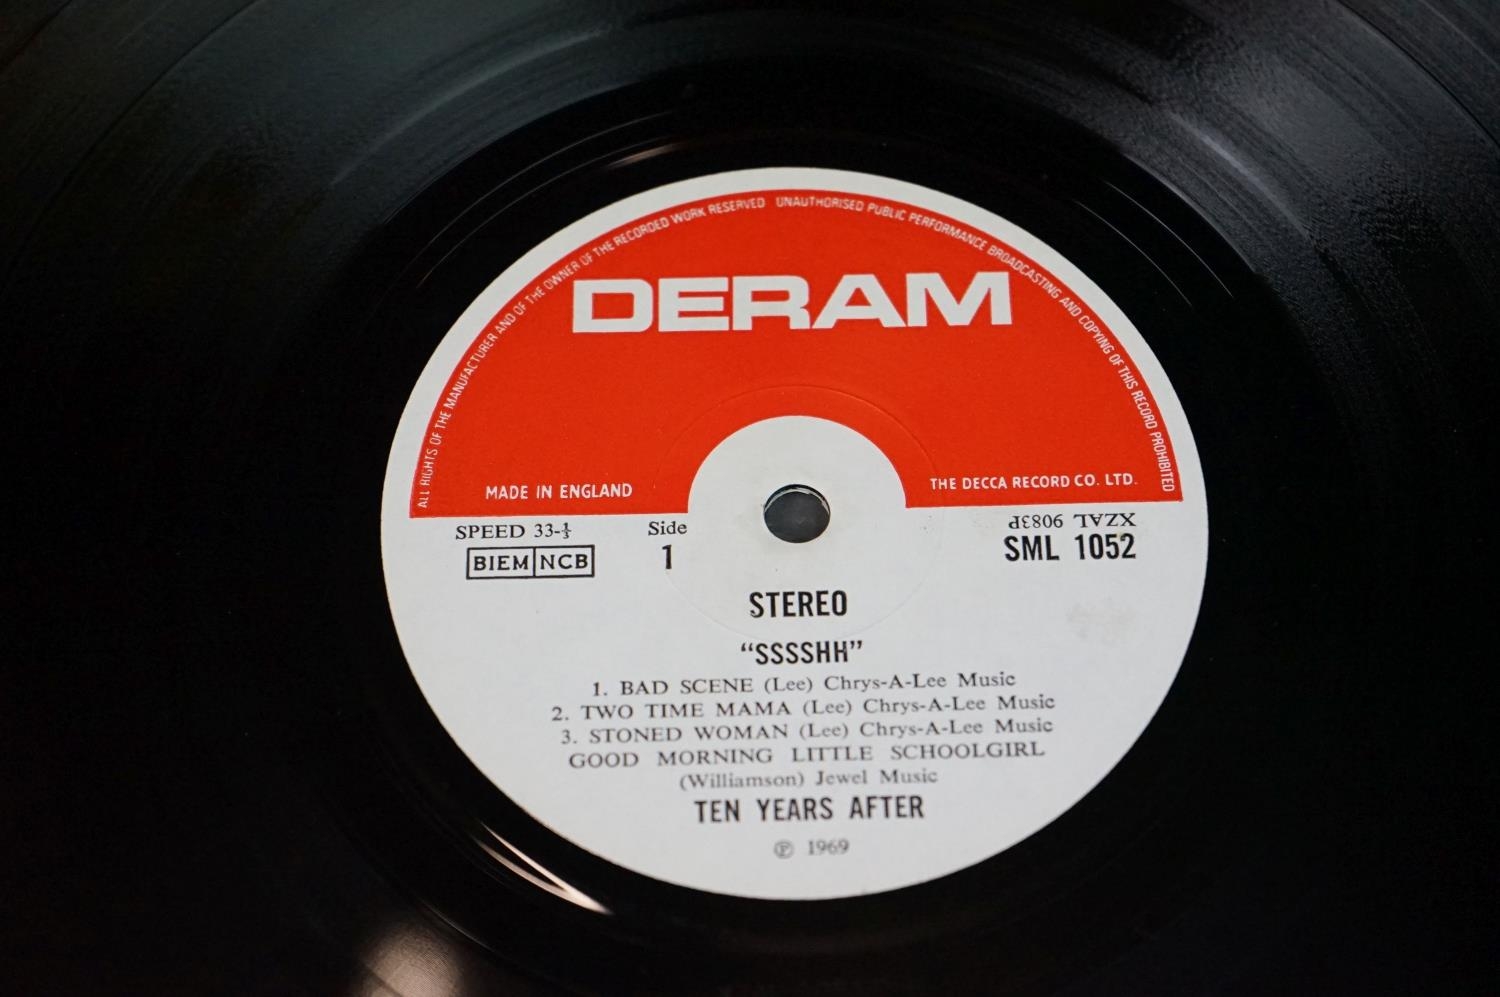 ALL RIGHTS OF THE MANUFACTURER AND OF THE OWNER OF THE RECORDED WORK RESERVED UNAUTHORISED PUBLIC PERFORMANCE BROADCASTING AND COPYING OF THIS RECORD PROHIBITED
DERAM
MADE IN ENGLAND
THE DECCA RECORD CO. LTD.
SPEED 33-⅓
BIEM NCB
Side
1
XZAL 9083P
SML 1052
STEREO
“SSSSHH”
1. BAD SCENE (Lee) Chrys-A-Lee Music
2. TWO TIME MAMA (Lee) Chrys-A-Lee Music
3. STONED WOMAN (Lee) Chrys-A-Lee Music
GOOD MORNING LITTLE SCHOOLGIRL
(Williamson) Jewel Music
TEN YEARS AFTER
℗ 1969